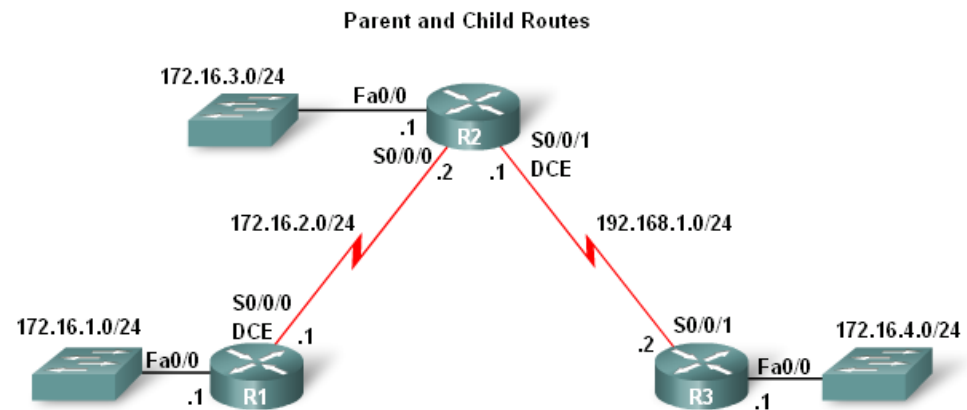 Parent and Child Routes
172.16.3.0/24
Fa0/0
.1
R2
S0/0/0
.2
.1
S0/0/1
DCE
172.16.2.0/24
192.168.1.0/24
S0/0/0
DCE
.1
172.16.1.0/24
Fa0/0
.1
R1
S0/0/1
.2
172.16.4.0/24
Fa0/0
.1
R3